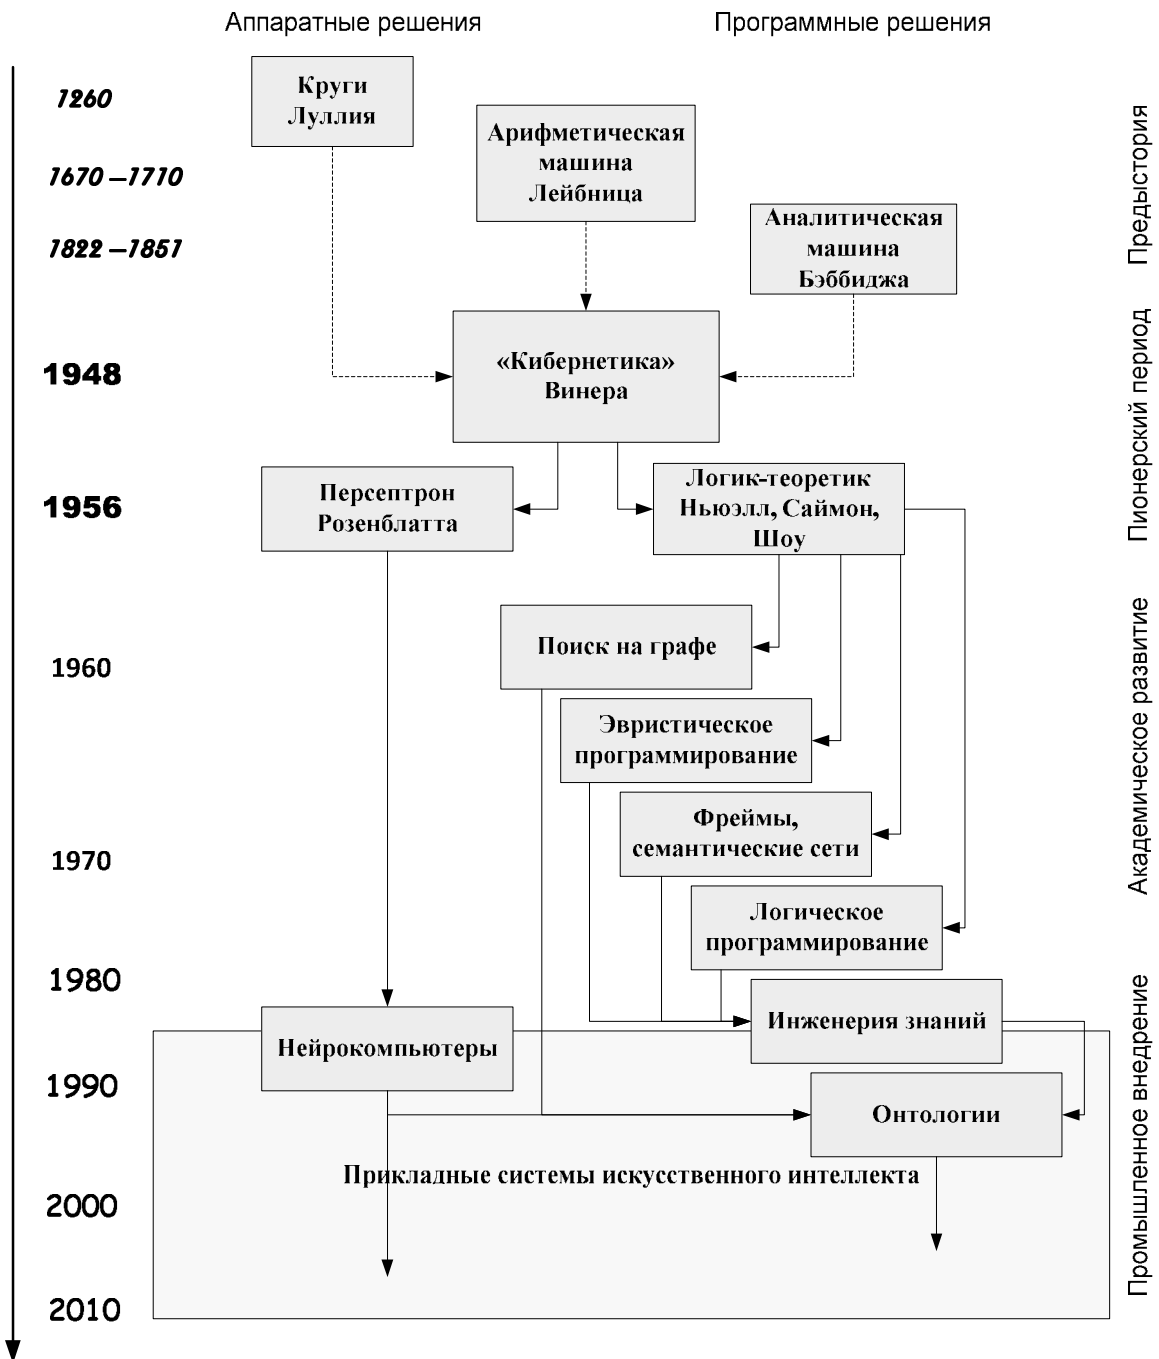 Аппаратные решения
Программные решения
1260
Круги
Луллия
Арифметическая
машина
Лейбница
1670 – 1710
Аналитическая
машина
Бэббиджа
1822 – 1851
Предыстория
«Кибернетика»
Винера
1948
Пионерский период
1956
Персептрон
Розенблатта
Логик-теоретик
Ньюэлл, Саймон,
Шоу
Поиск на графе
1960
Эвристическое
программирование
Фреймы,
семантические сети
1970
Академическое развитие
Логическое
программирование
1980
Инженерия знаний
Нейрокомпьютеры
1990
Онтологии
Прикладные системы искусственного интеллекта
2000
Промышленное внедрение
2010